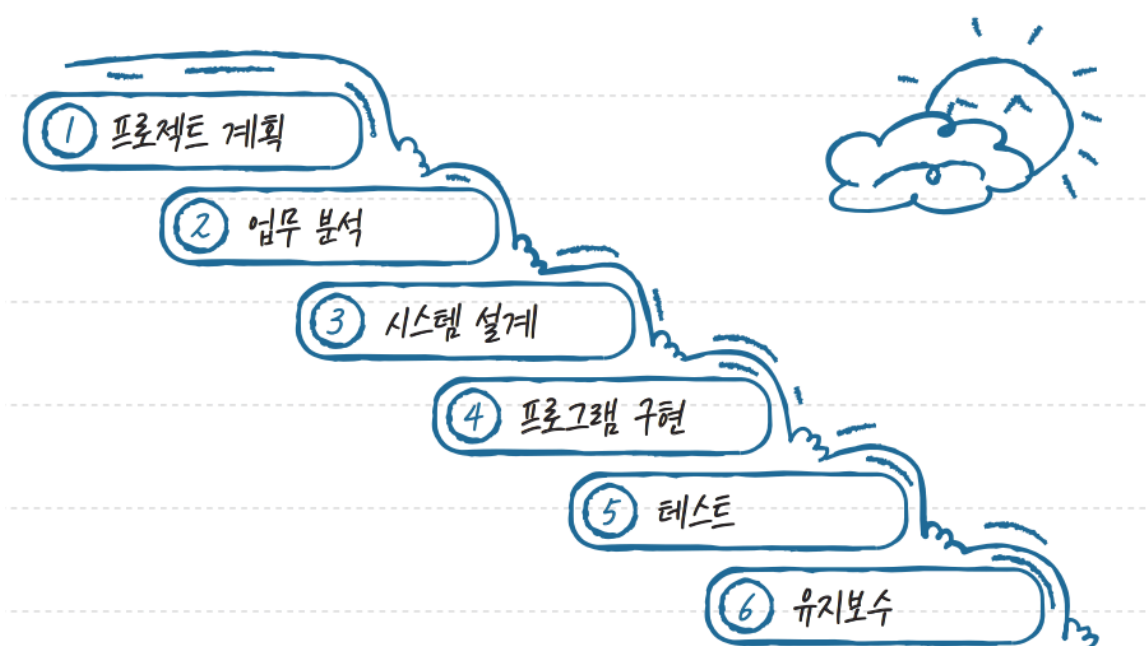 1 프로젝트 계획
2 업무 분석
3 시스템 설계
4 프로그램 구현
5 테스트
6 유지보수